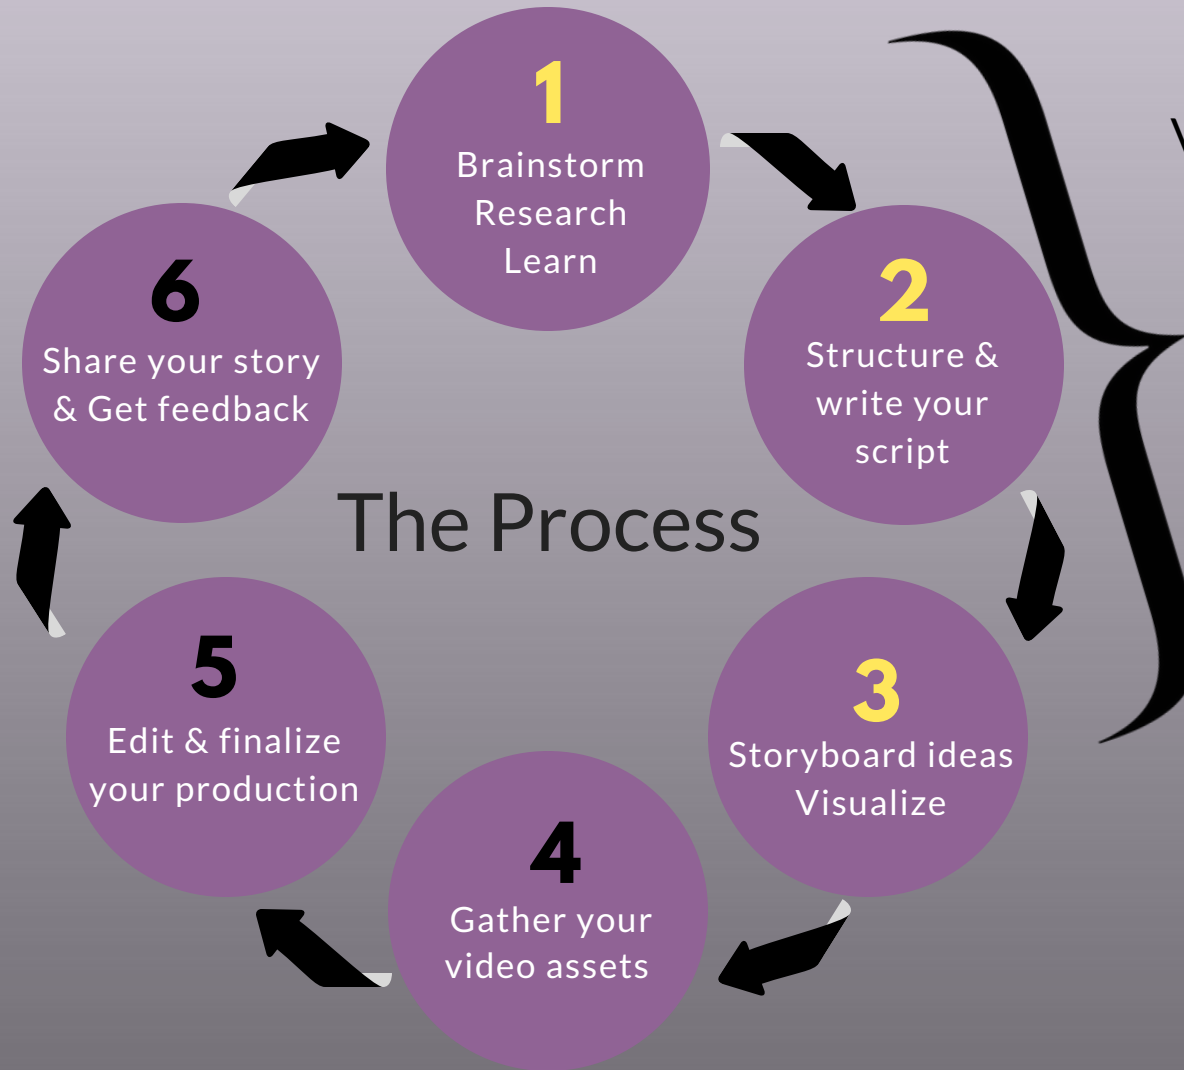 1
Brainstorm
Research
Learn
2
Structure &
write your
script
3
Storyboard ideas
Visualize
4
Gather your
video assets
5
Edit & finalize
your production
6
Share your story
& Get feedback
The Process